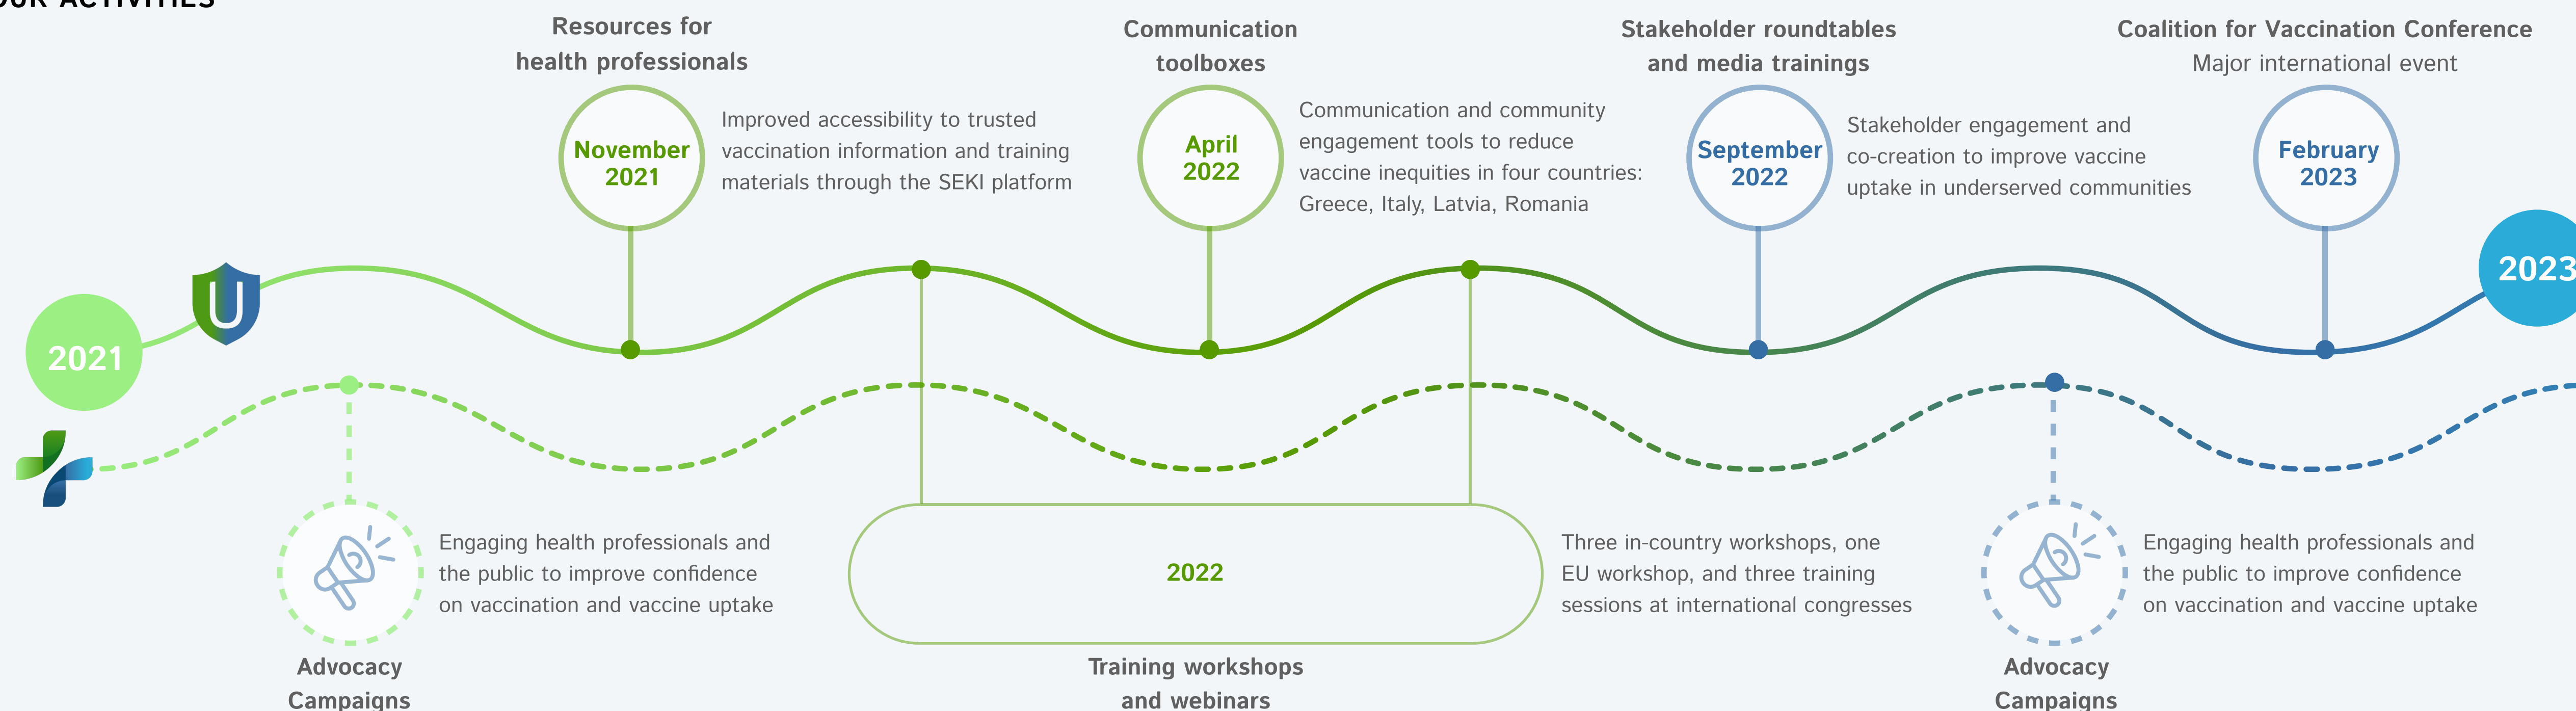 OUR ACTIVITIES
Resources for
health professionals
November
2021
Improved accessibility to trusted
vaccination information and training
materials through the SEKI platform
Communication
toolboxes
April
2022
Communication and community
engagement tools to reduce
vaccine inequities in four countries:
Greece, Italy, Latvia, Romania
Stakeholder roundtables
and media trainings
September
2022
Stakeholder engagement and
co-creation to improve vaccine
uptake in underserved communities
Coalition for Vaccination Conference
Major international event
February
2023
2021
U
2023
Engaging health professionals and
the public to improve confidence
on vaccination and vaccine uptake
Advocacy
Campaigns
2022
Training workshops
and webinars
Three in-country workshops, one
EU workshop, and three training
sessions at international congresses
Engaging health professionals and
the public to improve confidence
on vaccination and vaccine uptake
Advocacy
Campaigns